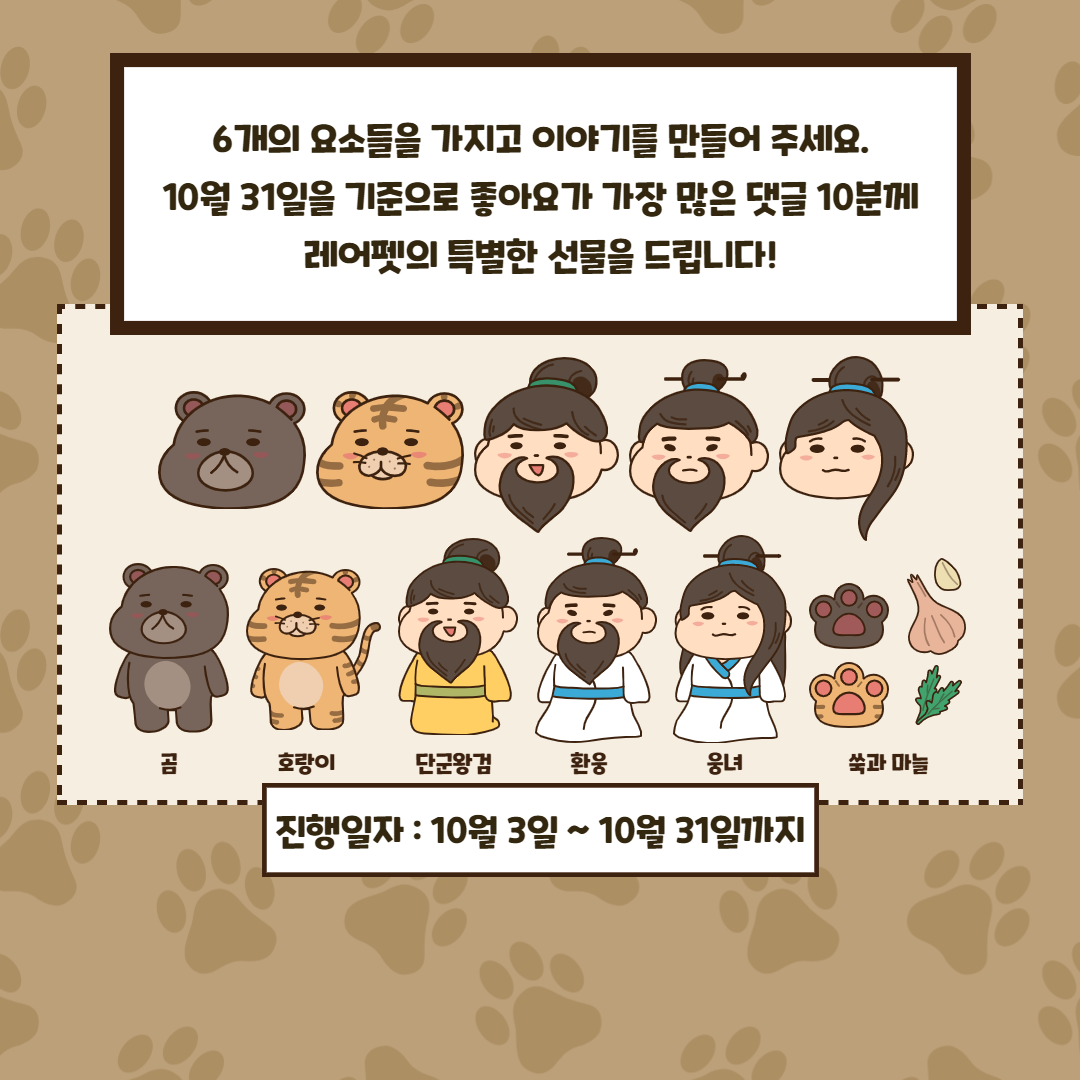 6개의 요소들을 가지고 이야기를 만들어 주세요.
10월 31일을 기준으로 좋아요가 가장 많은 댓글 10분께
레어펫의 특별한 선물을 드립니다!
곰
호랑이
단군왕검
환웅
웅녀
쑥과 마늘
진행일자 : 10월 3일 ~ 10월 31일까지